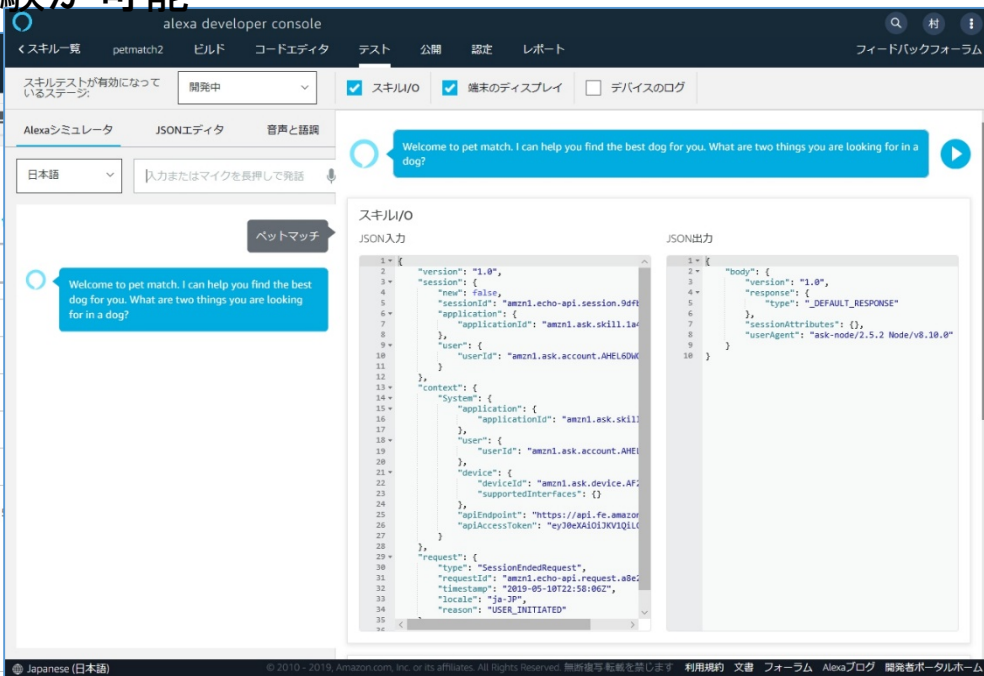 験が可能
alexa developer console
村
スキル一覧 petmatch2 ビルド コードエディタ テスト 公開 認定 レポート フィードバックフォーラム
スキルテストが有効になって
いるステージ:
開発中
スキルI/O 端末のディスプレイ デバイスのログ
Alexaシミュレータ JSONエディタ 音声と語調
日本語
入力またはマイクを長押して発話
ペットマッチ
Welcome to pet match. I can help you find the best
dog for you. What are two things you are looking
for in a dog?
Welcome to pet match. I can help you find the best dog for you. What are two things you are looking for in a
dog?
スキルI/O
JSON入力
1 {
2 "version": "1.0",
3 "session": {
4 "new": false,
5 "sessionId": "amzn1.echo-api.session.9dfb
6 "application": {
7 "applicationId": "amzn1.ask.skill.1a4
8 },
9 "user": {
10 "userId": "amzn1.ask.account.AHEL6DWO
11 }
12 },
13 "context": {
14 "System": {
15 "application": {
16 "applicationId": "amzn1.ask.skil
17 },
18 "user": {
19 "userId": "amzn1.ask.account.AHEL
20 },
21 "device": {
22 "deviceId": "amzn1.ask.device.AF2
23 "supportedInterfaces": {}
24 },
25 "apiEndpoint": "https://api.fe.amazon
26 "apiAccessToken": "eyJ0eXAiOiJKV1QiLC
27 }
28 },
29 "request": {
30 "type": "SessionEndedRequest",
31 "requestId": "amzn1.echo-api.request.a8e2
32 "timestamp": "2019-05-10T22:58:06Z",
33 "locale": "ja-JP",
34 "reason": "USER_INITIATED"
35
JSON出力
1 {
2 "body": {
3 "version": "1.0",
4 "response": {
5 "type": "_DEFAULT_RESPONSE"
6 },
7 "sessionAttributes": {},
8 "userAgent": "ask-node/2.5.2 Node/v8.10.0"
9 }
10 }
Japanese (日本語) © 2010 - 2019, Amazon.com, Inc. or its affiliates. All Rights Reserved. 無断複写転載を禁じます 利用規約 文書 フォーラム Alexaブログ 開発者ポータルホーム